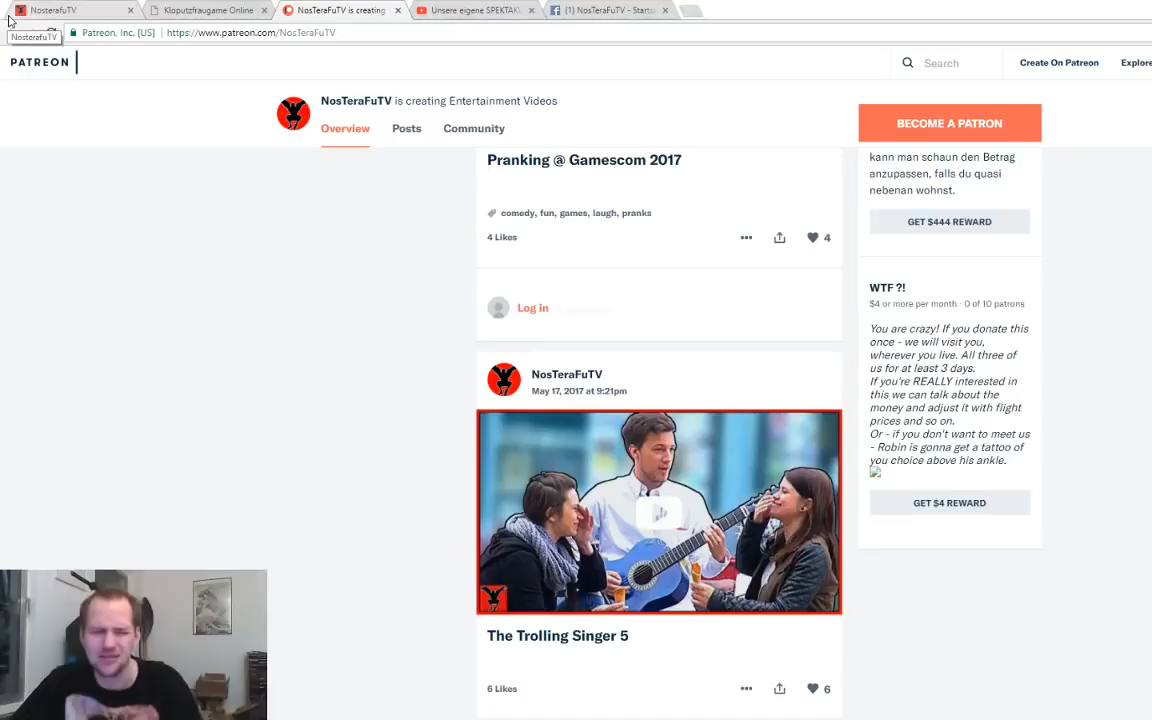 NosterafuTV
Kloputzfraugame Online
NosTeraFuTV is creating
Unsere eigene SPEKTAK
(1) NosTeraFuTV - Starts
NosterafuTV
Patreon, Inc. [US]
https://www.patreon.com/NosTeraFuTV
PATREON
Search
Create On Patreon
Explore
NosTeraFuTV is creating Entertainment Videos
Overview
Posts
Community
BECOME A PATRON
Pranking @ Gamescom 2017
comedy, fun, games, laugh, pranks
4 Likes
4
Log in
NosTeraFuTV
May 17, 2017 at 9:21pm
The Trolling Singer 5
6 Likes
6
kann man schaun den Betrag
anzupassen, falls du quasi
nebenan wohnst.
GET $444 REWARD
WTF ?!
$4 or more per month · 0 of 10 patrons
You are crazy! If you donate this
once - we will visit you,
wherever you live. All three of
us for at least 3 days.
If you're REALLY interested in
this we can talk about the
money and adjust it with flight
prices and so on.
Or - if you don't want to meet us
- Robin is gonna get a tattoo of
you choice above his ankle.
GET $4 REWARD